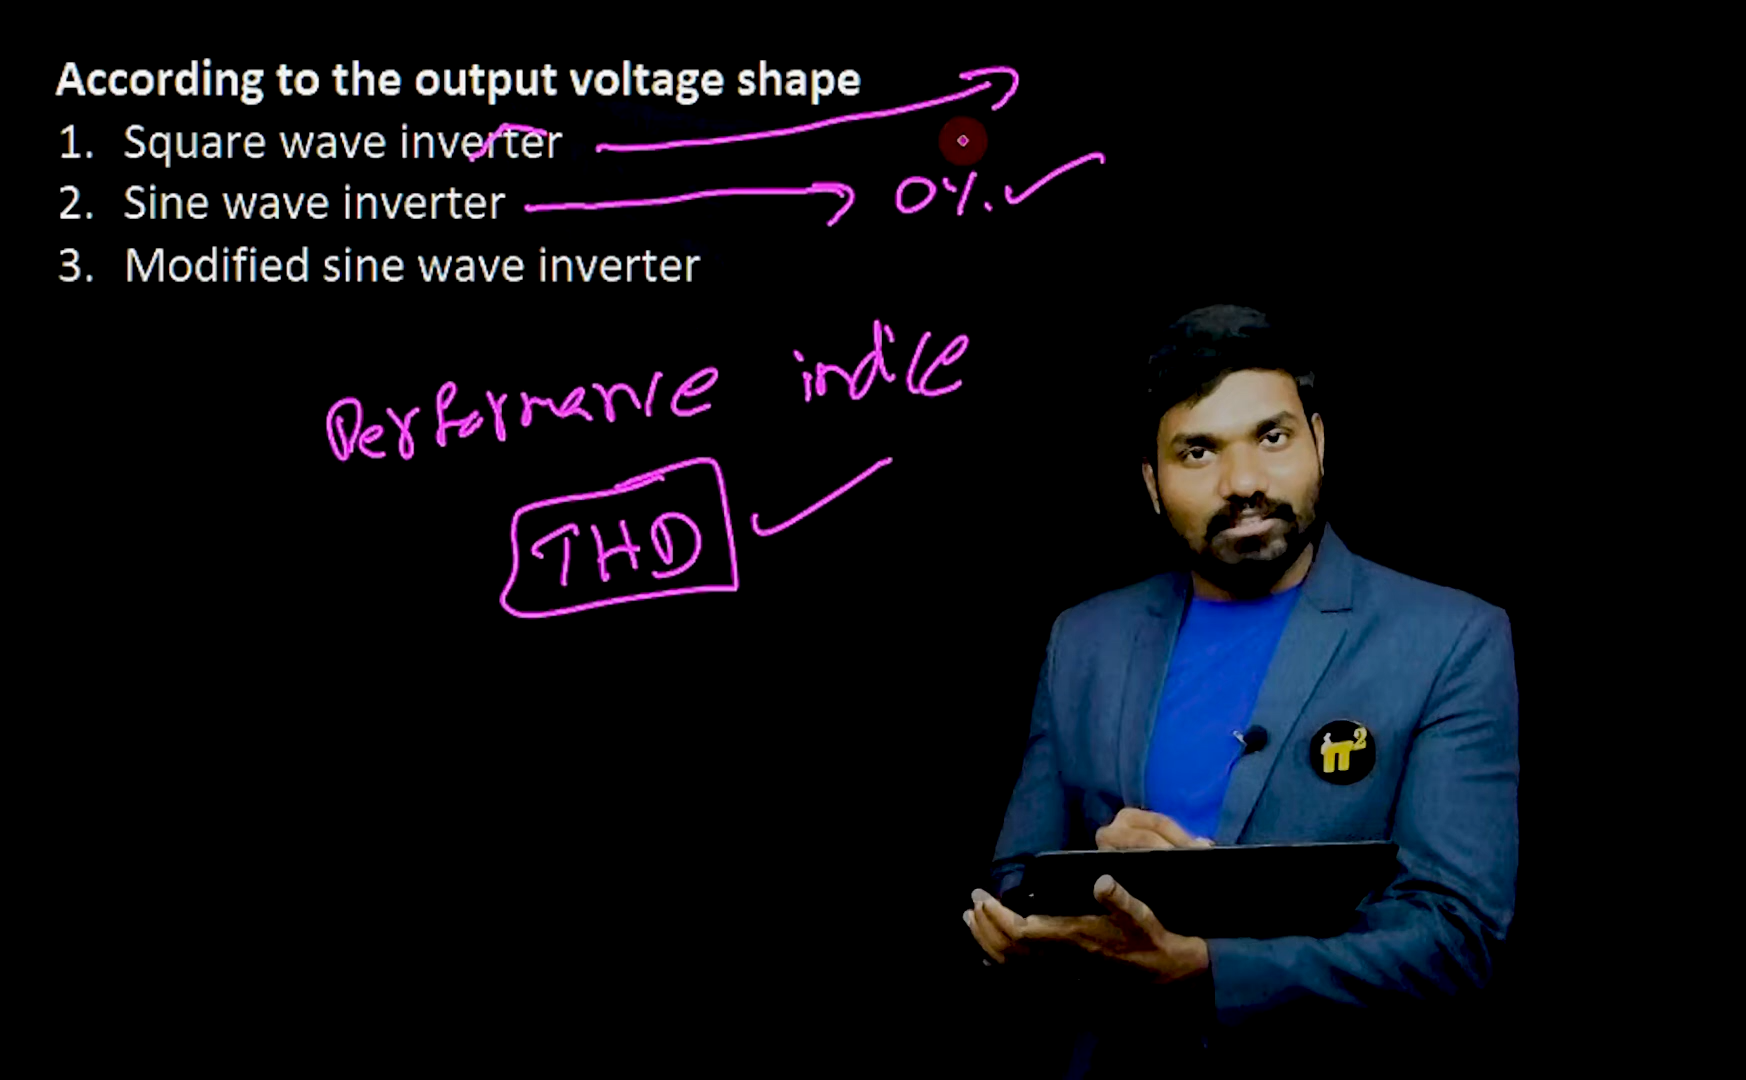 According to the output voltage shape
1. Square wave inverter
2. Sine wave inverter 0%.
3. Modified sine wave inverter
Performance indice
THD